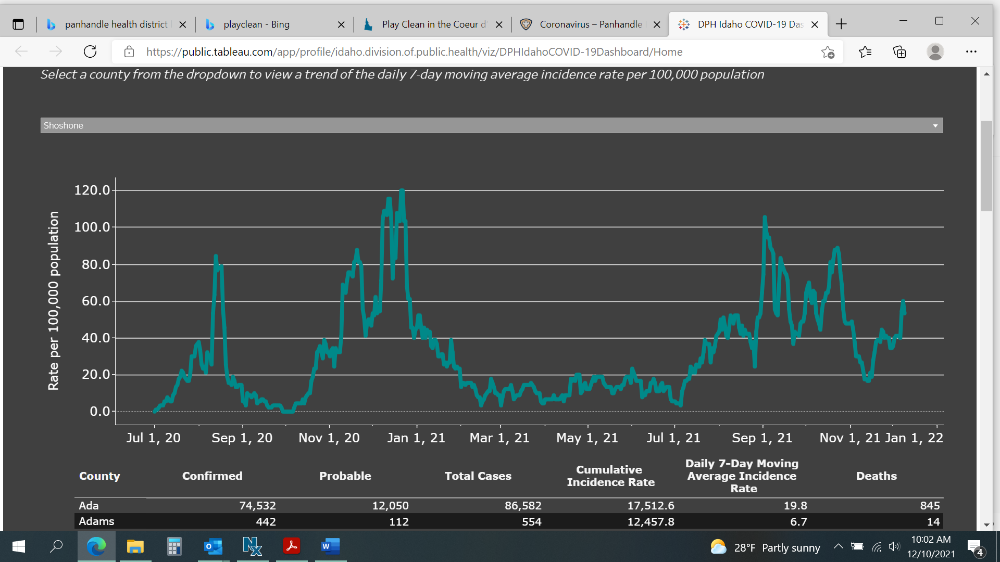 panhandle health district
playclean - Bing
Play Clean in the Coeur d'
Coronavirus – Panhandle
DPH Idaho COVID-19 Das
https://public.tableau.com/app/profile/idaho.division.of.public.health/viz/DPHIdahoCOVID-19Dashboard/Home
Select a county from the dropdown to view a trend of the daily 7-day moving average incidence rate per 100,000 population
Shoshone
Rate per 100,000 population
120.0
100.0
80.0
60.0
40.0
20.0
0.0
Jul 1, 20 Sep 1, 20 Nov 1, 20 Jan 1, 21 Mar 1, 21 May 1, 21 Jul 1, 21 Sep 1, 21 Nov 1, 21 Jan 1, 22
County Confirmed Probable Total Cases Cumulative Incidence Rate Daily 7-Day Moving Average Incidence Rate Deaths
Ada 74,532 12,050 86,582 17,512.6 19.8 845
Adams 442 112 554 12,457.8 6.7 14
28°F Partly sunny
10:02 AM
12/10/2021
4